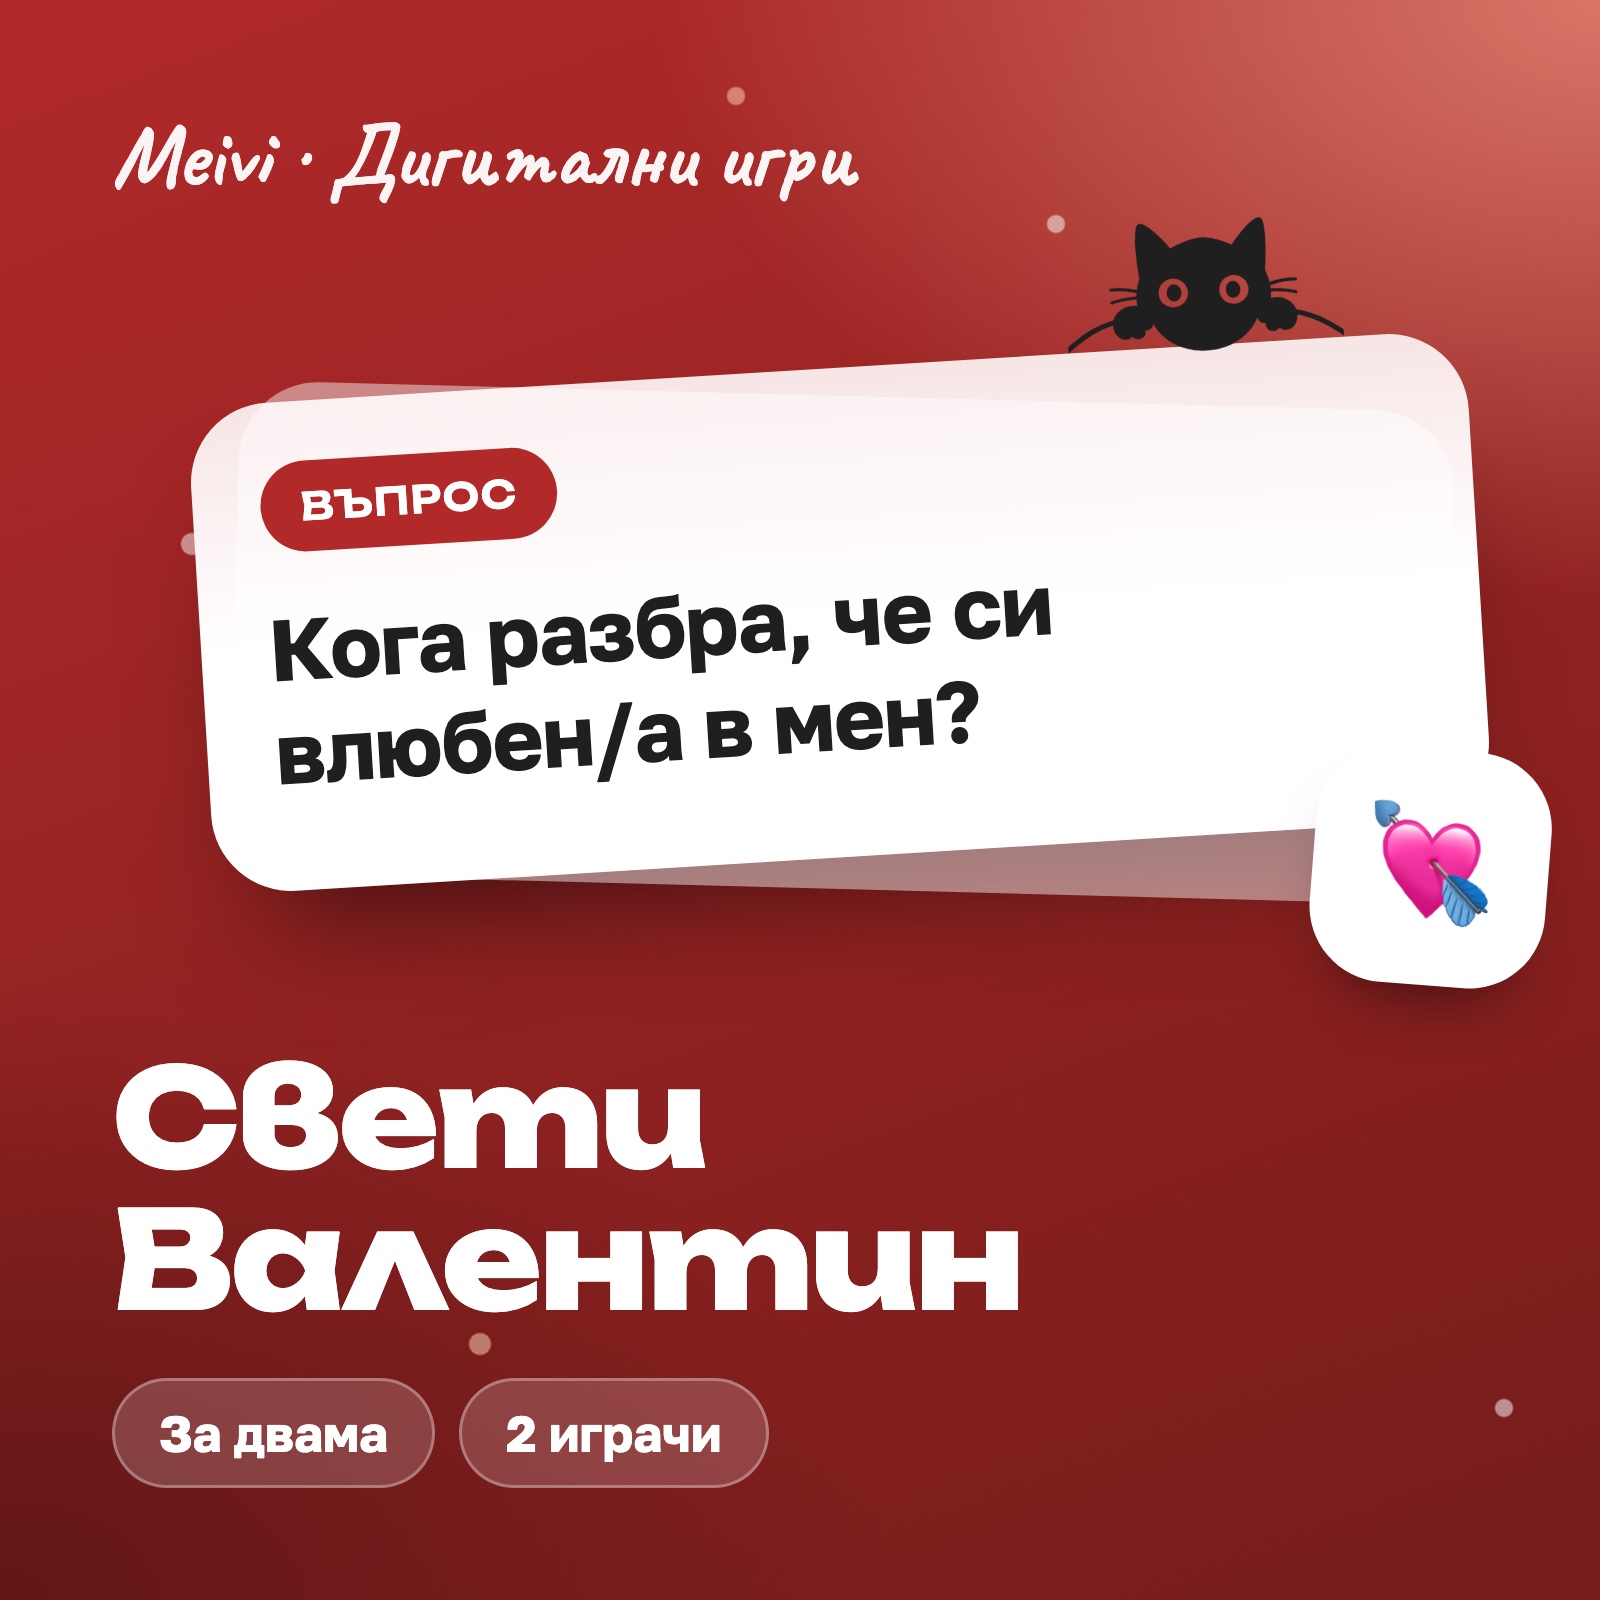 Meivi · Дигитални игри
ВЪПРОС
Кога разбра, че си
влюбен/а в мен?
Свети
Валентин
За двама
2 играчи